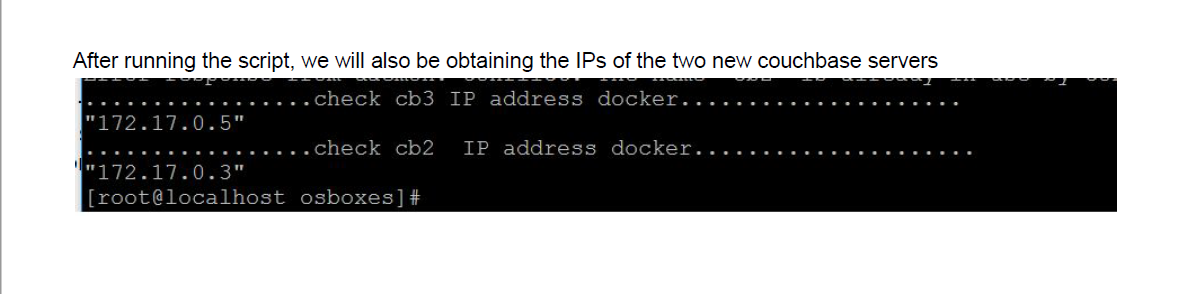 After running the script, we will also be obtaining the IPs of the two new couchbase servers
..................check cb3 IP address docker......................
"172.17.0.5"
..................check cb2  IP address docker......................
"172.17.0.3"
[root@localhost osboxes]#